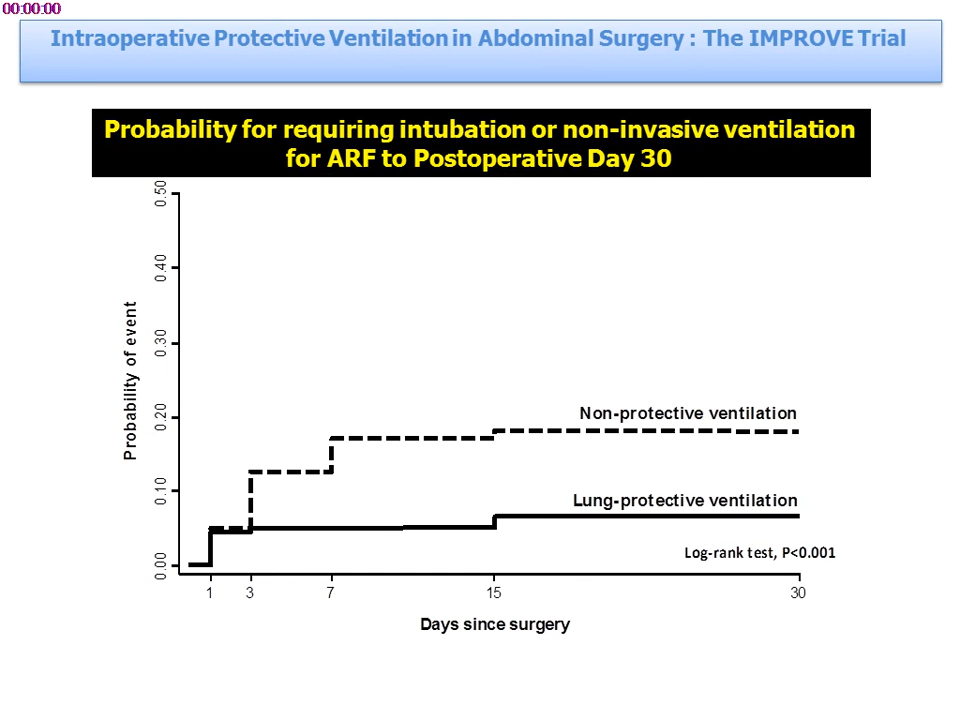 00:00:00
Intraoperative Protective Ventilation in Abdominal Surgery : The IMPROVE Trial
Probability for requiring intubation or non-invasive ventilation
for ARF to Postoperative Day 30
0.50
0.40
0.30
0.20
0.10
0.00
Probability of event
Non-protective ventilation
Lung-protective ventilation
Log-rank test, P<0.001
1 3 7 15 30
Days since surgery